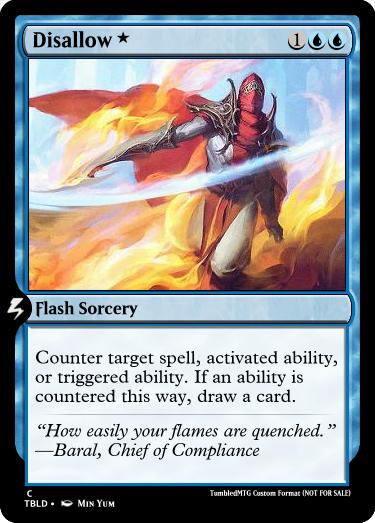 Disallow ★ 1UU
Flash Sorcery
Counter target spell, activated ability,
or triggered ability. If an ability is
countered this way, draw a card.
“How easily your flames are quenched.”
—Baral, Chief of Compliance
C
TBLD • Min Yum
TumbledMTG Custom Format (NOT FOR SALE)